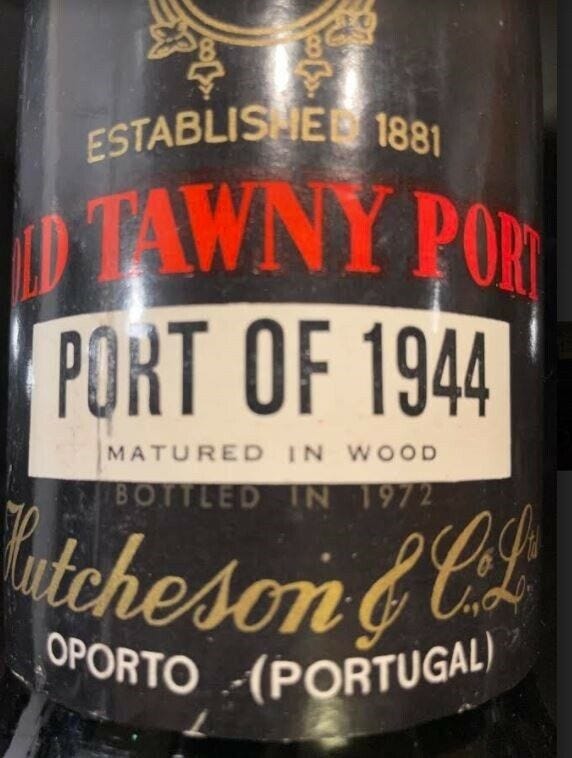 ESTABLISHED 1881
OLD TAWNY PORT
PORT OF 1944
MATURED IN WOOD
BOTTLED IN 1972
Hutcheson & Co., Ltd
OPORTO (PORTUGAL)